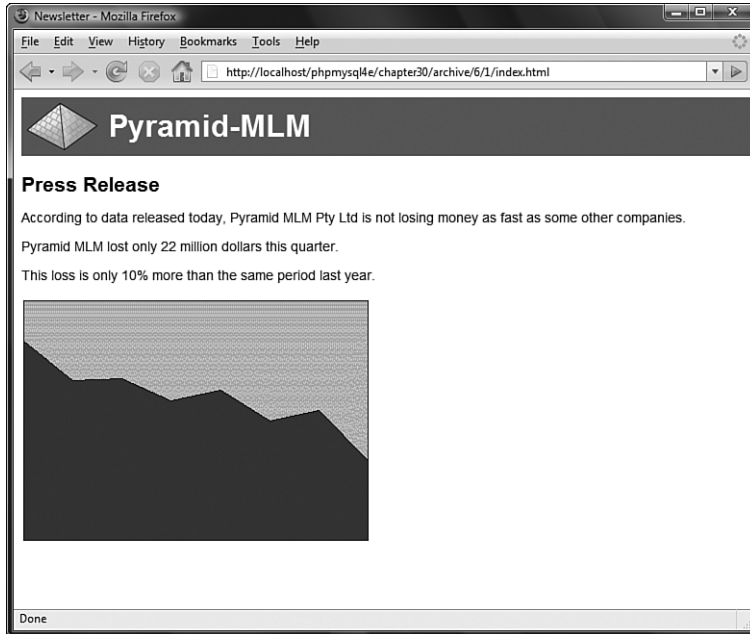 Newsletter - Mozilla Firefox
File Edit View History Bookmarks Tools Help
http://localhost/phpmysql4e/chapter30/archive/6/1/index.html
Pyramid-MLM
Press Release
According to data released today, Pyramid MLM Pty Ltd is not losing money as fast as some other companies.
Pyramid MLM lost only 22 million dollars this quarter.
This loss is only 10% more than the same period last year.
Done